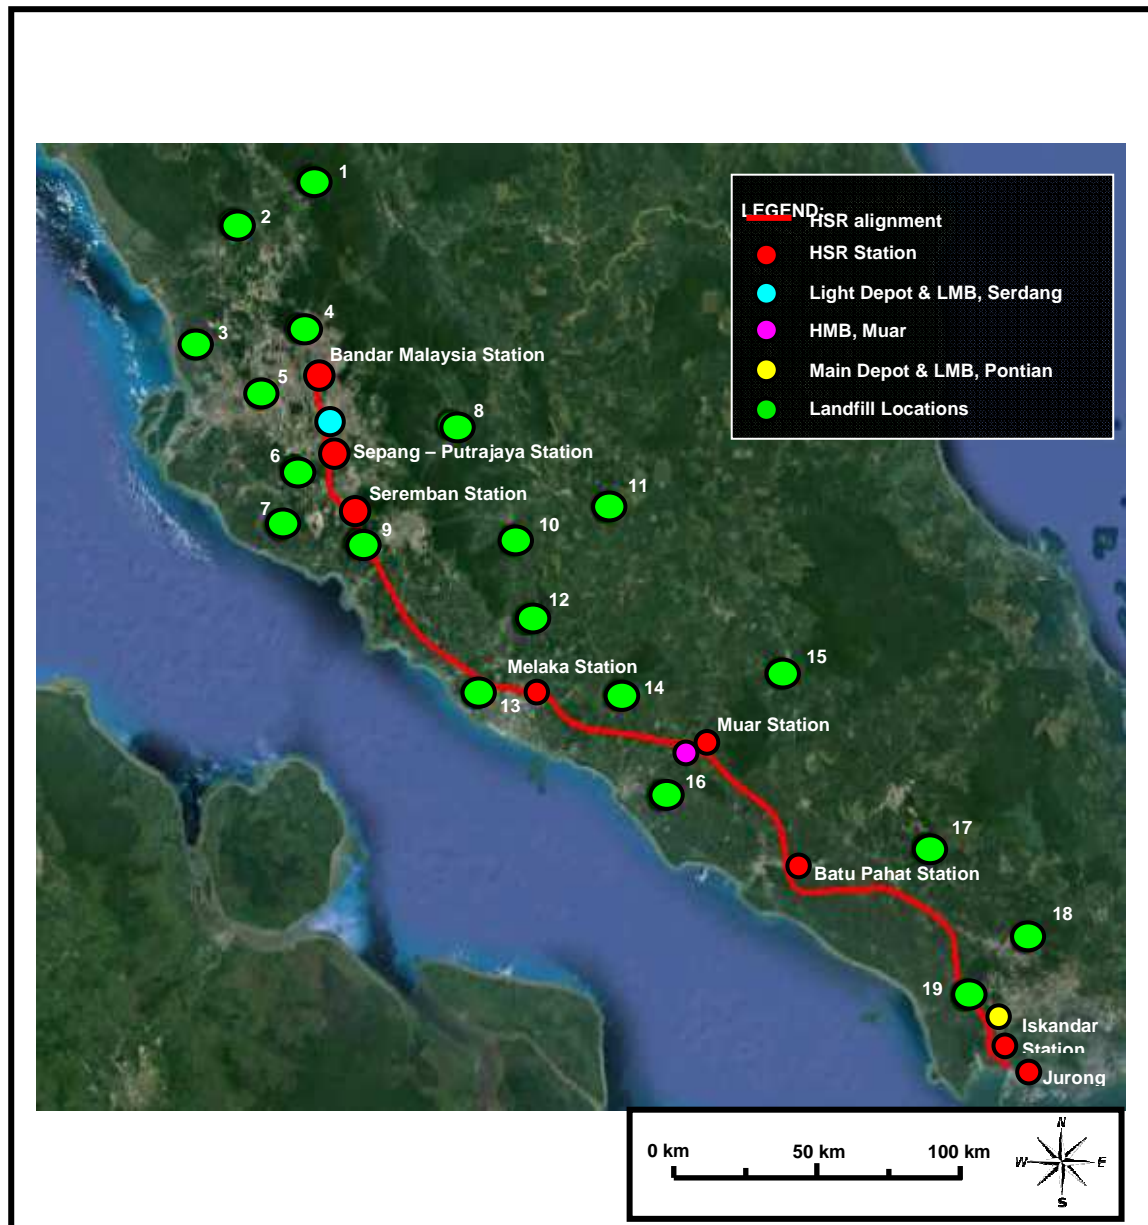 1
2
LEGEND:
HSR alignment
HSR Station
Light Depot & LMB, Serdang
HMB, Muar
Main Depot & LMB, Pontian
Landfill Locations
3
4
Bandar Malaysia Station
5
8
Sepang – Putrajaya Station
6
Seremban Station
11
7
9
10
12
Melaka Station
15
13
14
Muar Station
16
17
Batu Pahat Station
18
19
Iskandar
Station
Jurong
0 km 50 km 100 km
N
W E
S